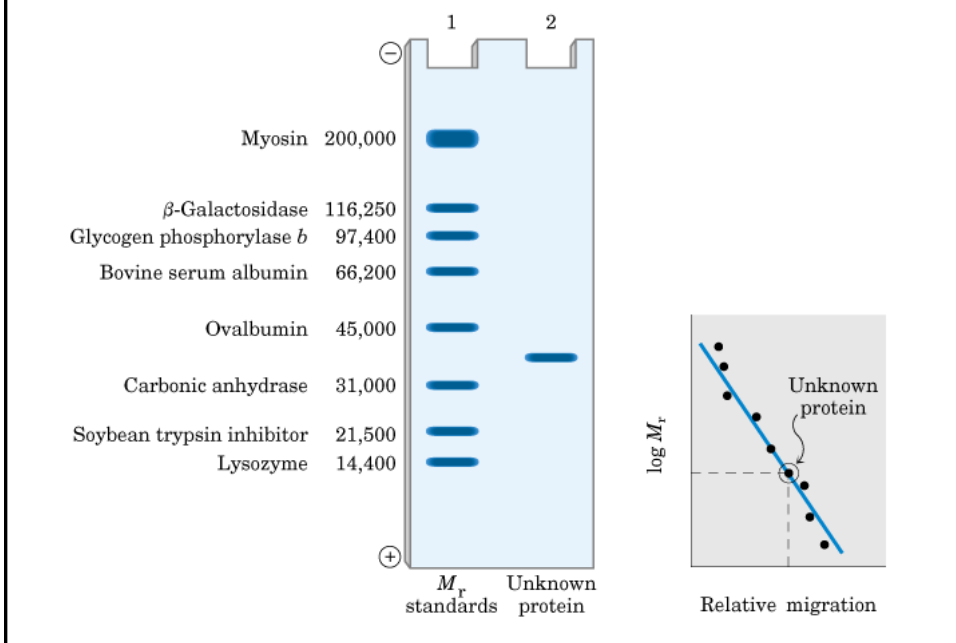 1 2
−
Myosin 200,000
β-Galactosidase 116,250
Glycogen phosphorylase b 97,400
Bovine serum albumin 66,200
Ovalbumin 45,000
Carbonic anhydrase 31,000
Soybean trypsin inhibitor 21,500
Lysozyme 14,400
+
Mr
standards
Unknown
protein
Unknown
protein
log Mr
Relative migration